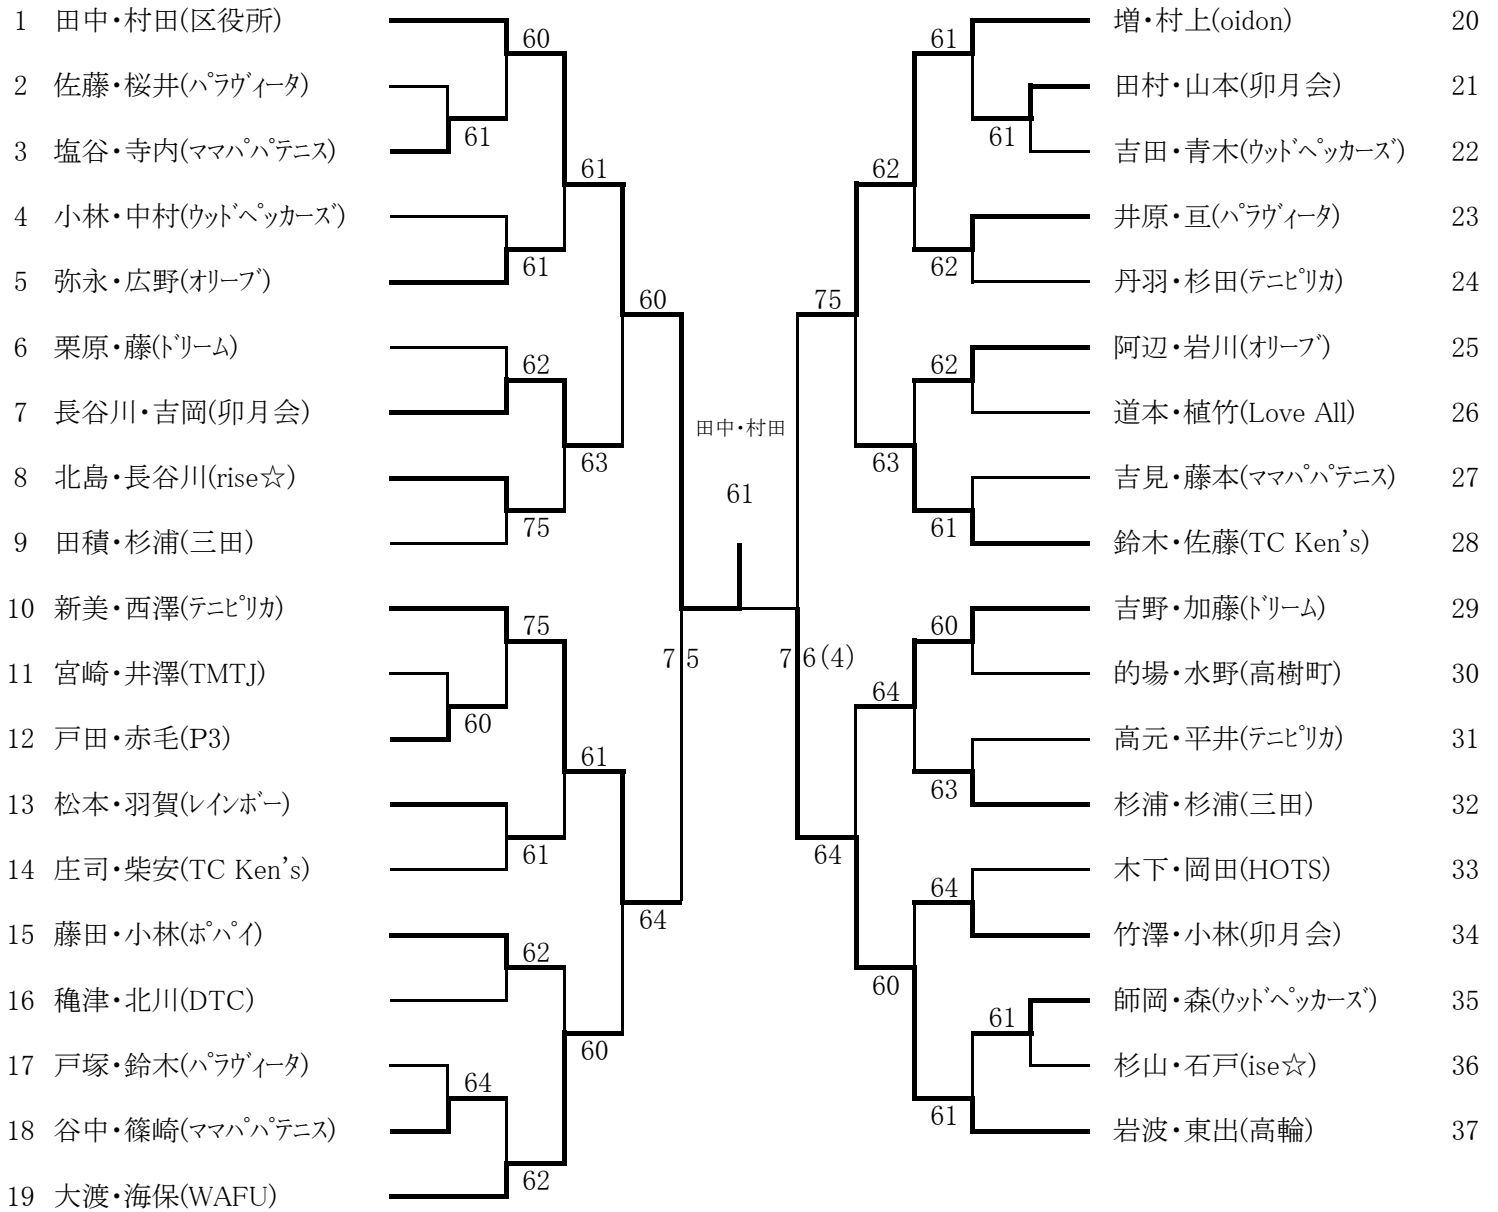 1 田中・村田(区役所)
60
2 佐藤・桜井(ﾊﾟﾗヴｨｰﾀ)
61
3 塩谷・寺内(ママパパテニス)
61
4 小林・中村(ｳｯﾄﾞﾍﾟッカーズ)
61
5 弥永・広野(オリーブ)
60
6 栗原・藤(ドリーム)
62
7 長谷川・吉岡(卯月会)
63
8 北島・長谷川(rise☆)
75
9 田積・杉浦(三田)
10 新美・西澤(テニピリカ)
75
11 宮崎・井澤(TMTJ)
60
12 戸田・赤毛(P3)
61
13 松本・羽賀(レインボー)
61
14 庄司・柴安(TC Ken's)
64
15 藤田・小林(ポパイ)
62
16 穐津・北川(DTC)
60
17 戸塚・鈴木(パラヴィータ)
64
18 谷中・篠崎(ママパパテニス)
62
19 大渡・海保(WAFU)
田中・村田
61
7 5
7 6(4)
増・村上(oidon) 20
61
田村・山本(卯月会) 21
61
吉田・青木(ウッドペッカーズ) 22
62
井原・亘(パラヴィータ) 23
62
丹羽・杉田(テニピリカ) 24
75
阿辺・岩川(オリーブ) 25
62
道本・植竹(Love All) 26
63
吉見・藤本(ママパパテニス) 27
61
鈴木・佐藤(TC Ken's) 28
吉野・加藤(ドリーム) 29
60
的場・水野(高樹町) 30
64
高元・平井(テニピリカ) 31
63
杉浦・杉浦(三田) 32
64
木下・岡田(HOTS) 33
64
竹澤・小林(卯月会) 34
60
師岡・森(ウッドペッカーズ) 35
61
杉山・石戸(ise☆) 36
61
岩波・東出(高輪) 37